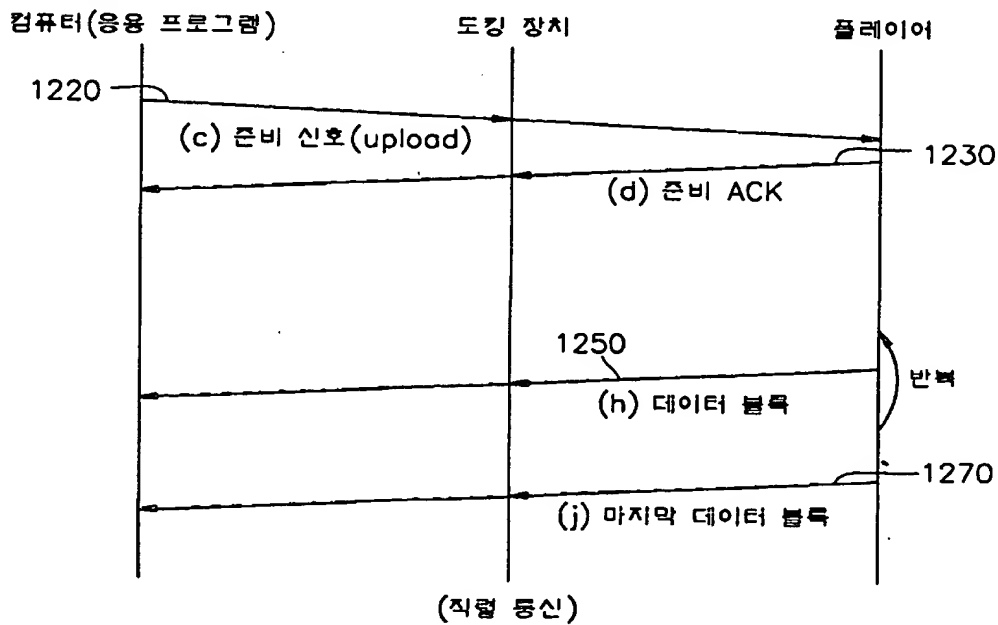 컴퓨터(응용 프로그램)
도킹 장치
플레이어
1220
(c) 준비 신호(upload)
1230
(d) 준비 ACK
1250
(h) 데이터 블록
반복
1270
(j) 마지막 데이터 블록
(직렬 통신)